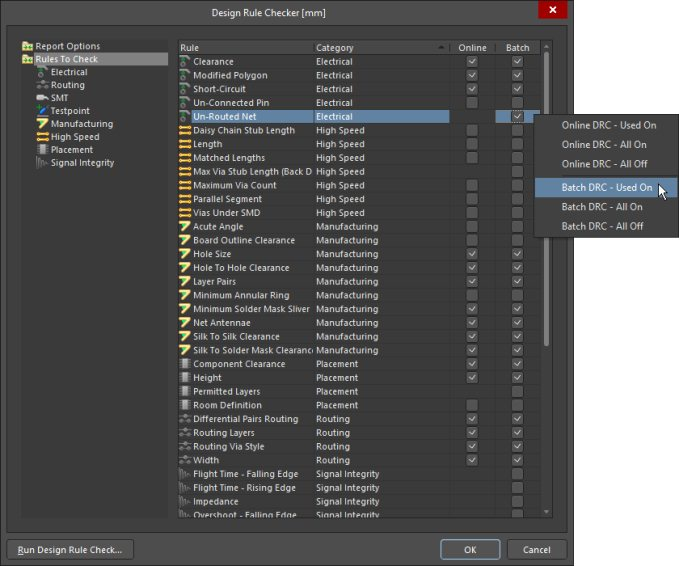 Design Rule Checker [mm]
Report Options
Rules To Check
Electrical
Routing
SMT
Testpoint
Manufacturing
High Speed
Placement
Signal Integrity
Rule Category Online Batch
Clearance Electrical
Modified Polygon Electrical
Short-Circuit Electrical
Un-Connected Pin Electrical
Un-Routed Net Electrical
Daisy Chain Stub Length High Speed
Length High Speed
Matched Lengths High Speed
Max Via Stub Length (Back D High Speed
Maximum Via Count High Speed
Parallel Segment High Speed
Vias Under SMD High Speed
Acute Angle Manufacturing
Board Outline Clearance Manufacturing
Hole Size Manufacturing
Hole To Hole Clearance Manufacturing
Layer Pairs Manufacturing
Minimum Annular Ring Manufacturing
Minimum Solder Mask Sliver Manufacturing
Net Antennae Manufacturing
Silk To Silk Clearance Manufacturing
Silk To Solder Mask Clearanc Manufacturing
Component Clearance Placement
Height Placement
Permitted Layers Placement
Room Definition Placement
Differential Pairs Routing Routing
Routing Layers Routing
Routing Via Style Routing
Width Routing
Flight Time - Falling Edge Signal Integrity
Flight Time - Rising Edge Signal Integrity
Impedance Signal Integrity
Overshoot - Falling Edge Signal Integrity
Online DRC - Used On
Online DRC - All On
Online DRC - All Off
Batch DRC - Used On
Batch DRC - All On
Batch DRC - All Off
Run Design Rule Check... OK Cancel